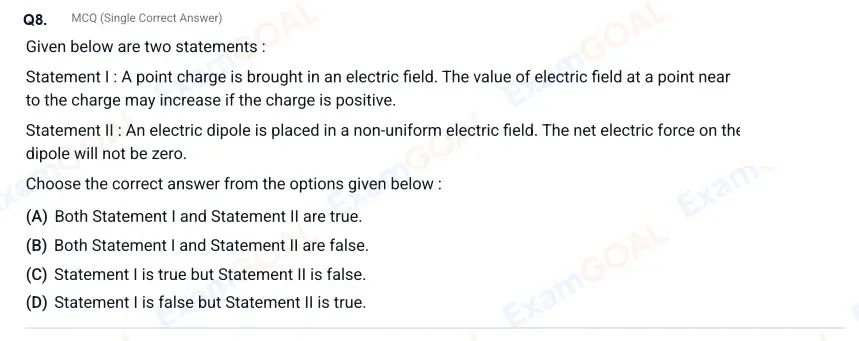 Q8. MCQ (Single Correct Answer)
Given below are two statements :
Statement I : A point charge is brought in an electric field. The value of electric field at a point near
to the charge may increase if the charge is positive.
Statement II : An electric dipole is placed in a non-uniform electric field. The net electric force on the
dipole will not be zero.
Choose the correct answer from the options given below :
(A) Both Statement I and Statement II are true.
(B) Both Statement I and Statement II are false.
(C) Statement I is true but Statement II is false.
(D) Statement I is false but Statement II is true.
ExamGOAL
ExamGOAL
ExamGOAL